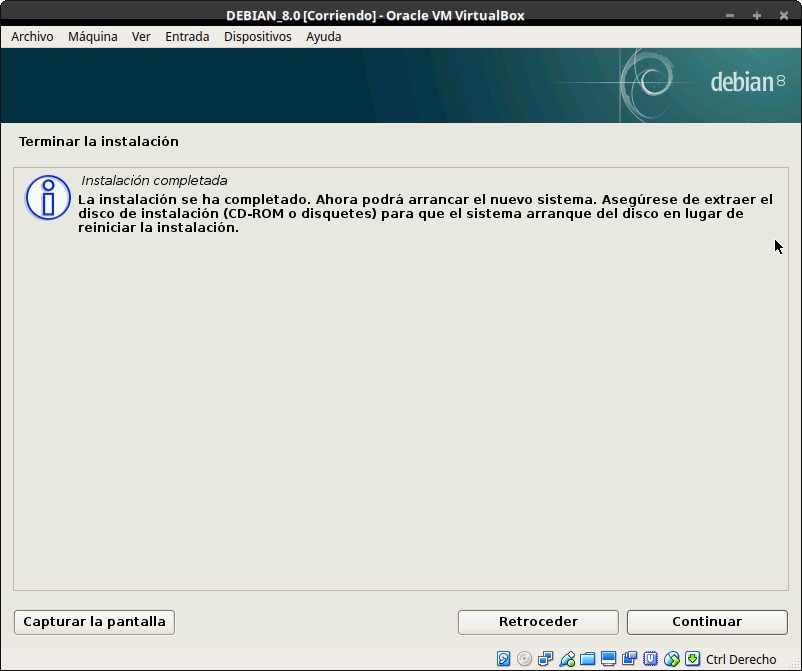 DEBIAN_8.0 [Corriendo] - Oracle VM VirtualBox
Archivo Máquina Ver Entrada Dispositivos Ayuda
debian 8
Terminar la instalación
Instalación completada
La instalación se ha completado. Ahora podrá arrancar el nuevo sistema. Asegúrese de extraer el
disco de instalación (CD-ROM o disquetes) para que el sistema arranque del disco en lugar de
reiniciar la instalación.
Capturar la pantalla Retroceder Continuar
Ctrl Derecho